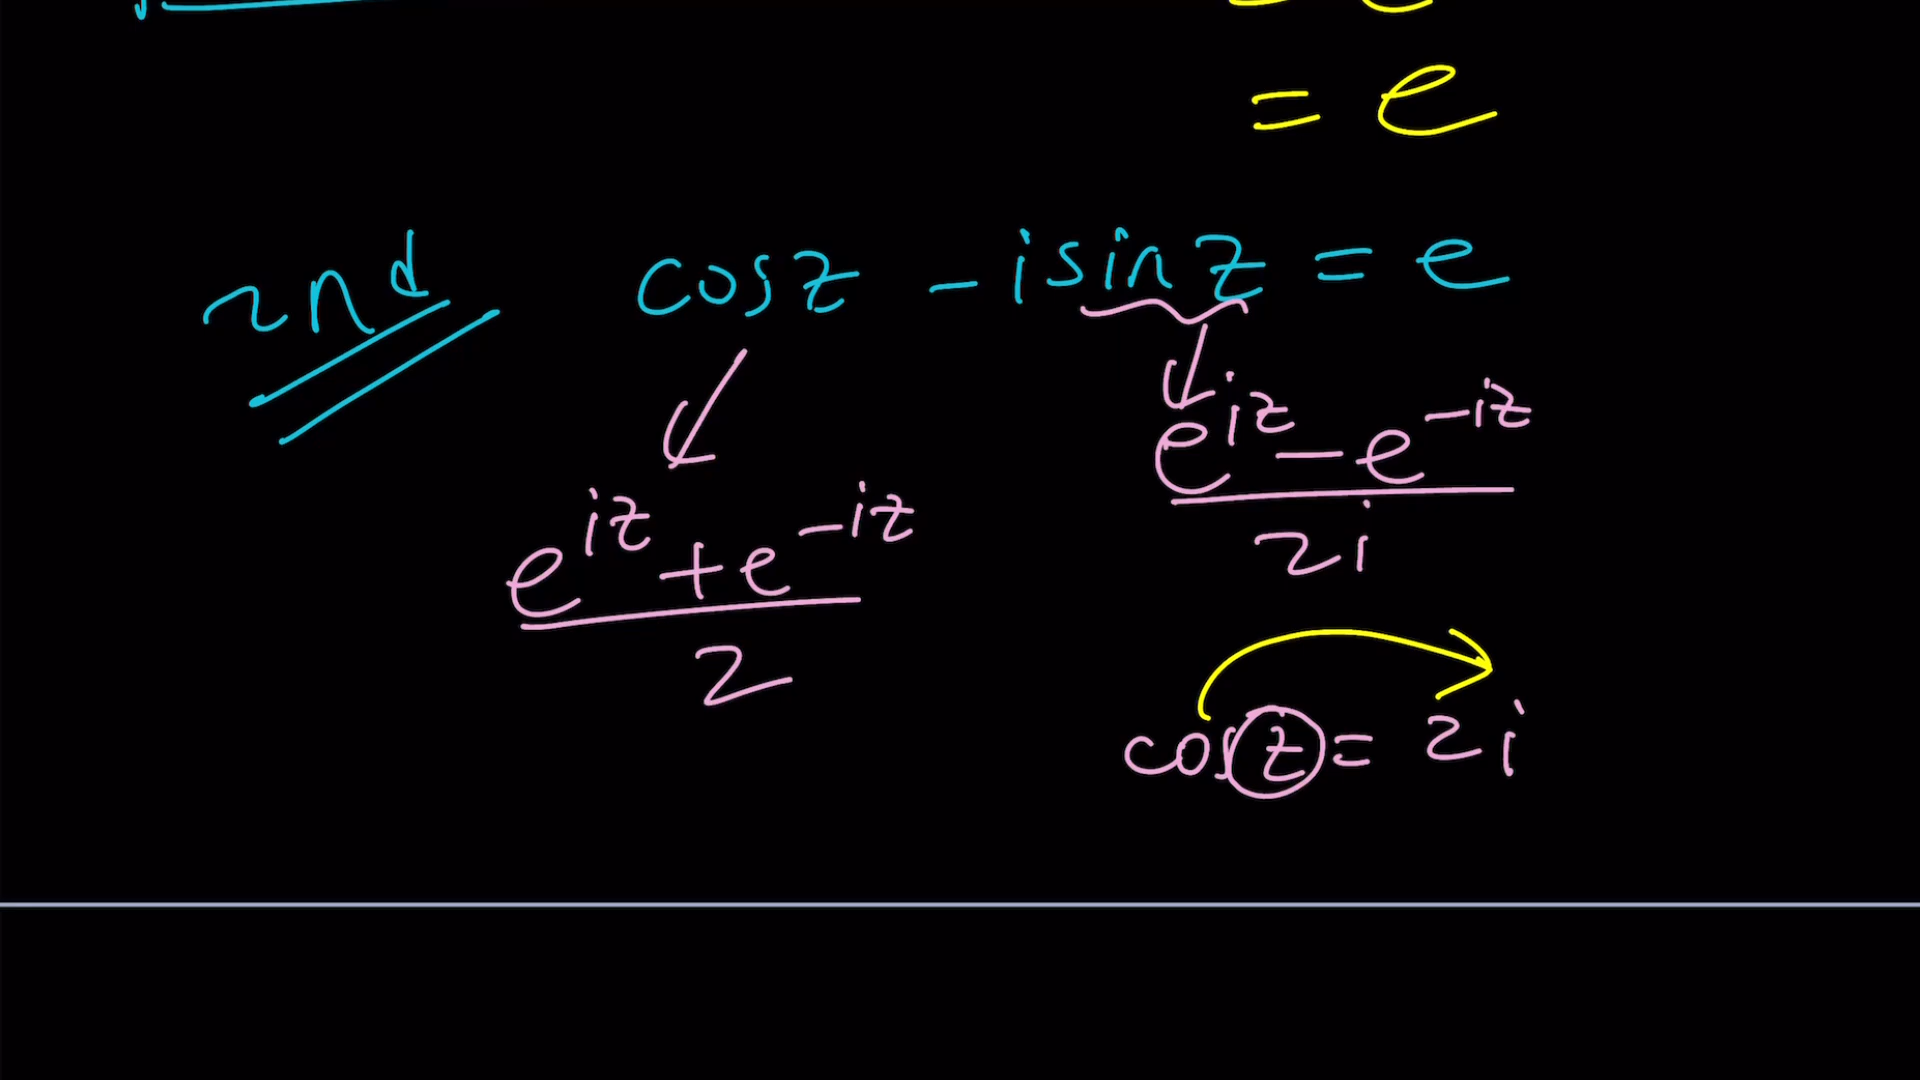 = e
= e
2nd cos z - i sin z = e
e^{iz} - e^{-iz}
2i
e^{iz} + e^{-iz}
2
cos z = 2i